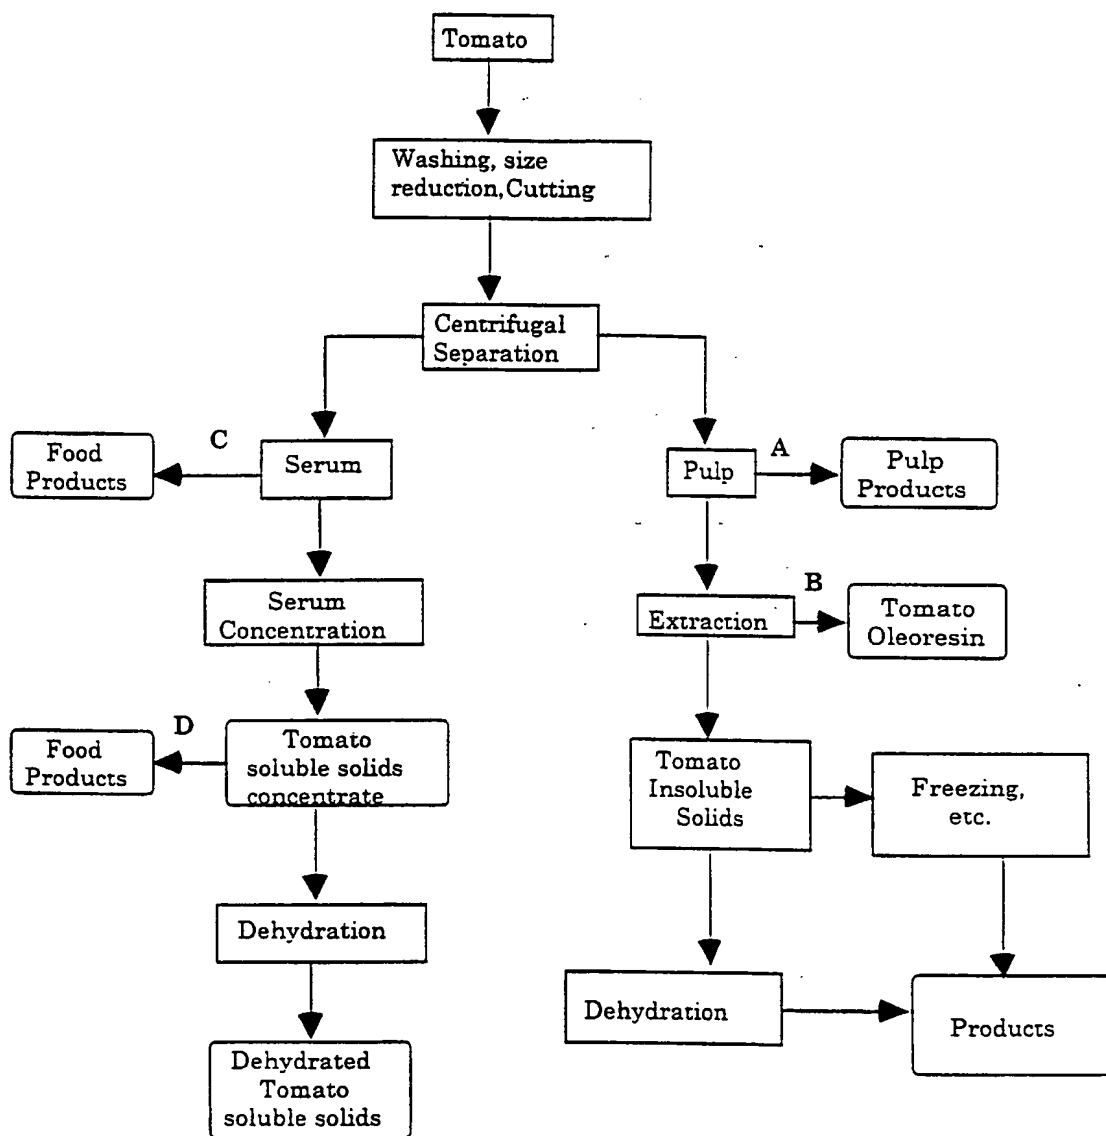 Tomato
Washing, size
reduction, Cutting
Centrifugal
Separation
Food
Products
C
Serum
Pulp
A
Pulp
Products
Serum
Concentration
Extraction
B
Tomato
Oleoresin
Food
Products
D
Tomato
soluble solids
concentrate
Tomato
Insoluble
Solids
Freezing,
etc.
Dehydration
Dehydration
Products
Dehydrated
Tomato
soluble solids